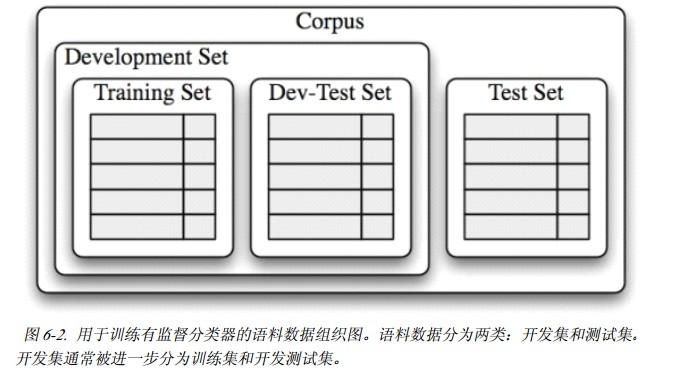 Corpus
Development Set
Training Set
Dev-Test Set
Test Set
图 6-2. 用于训练有监督分类器的语料数据组织图。语料数据分为两类：开发集和测试集。
开发集通常被进一步分为训练集和开发测试集。